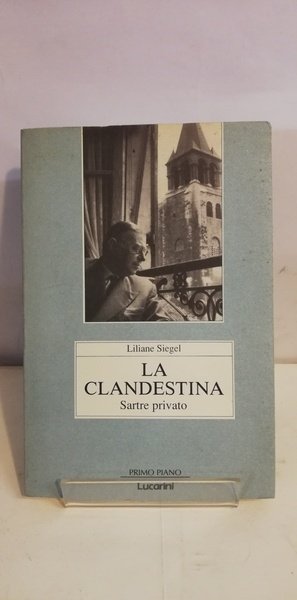 Liliane Siegel
LA
CLANDESTINA
Sartre privato
PRIMO PIANO
Lucarini